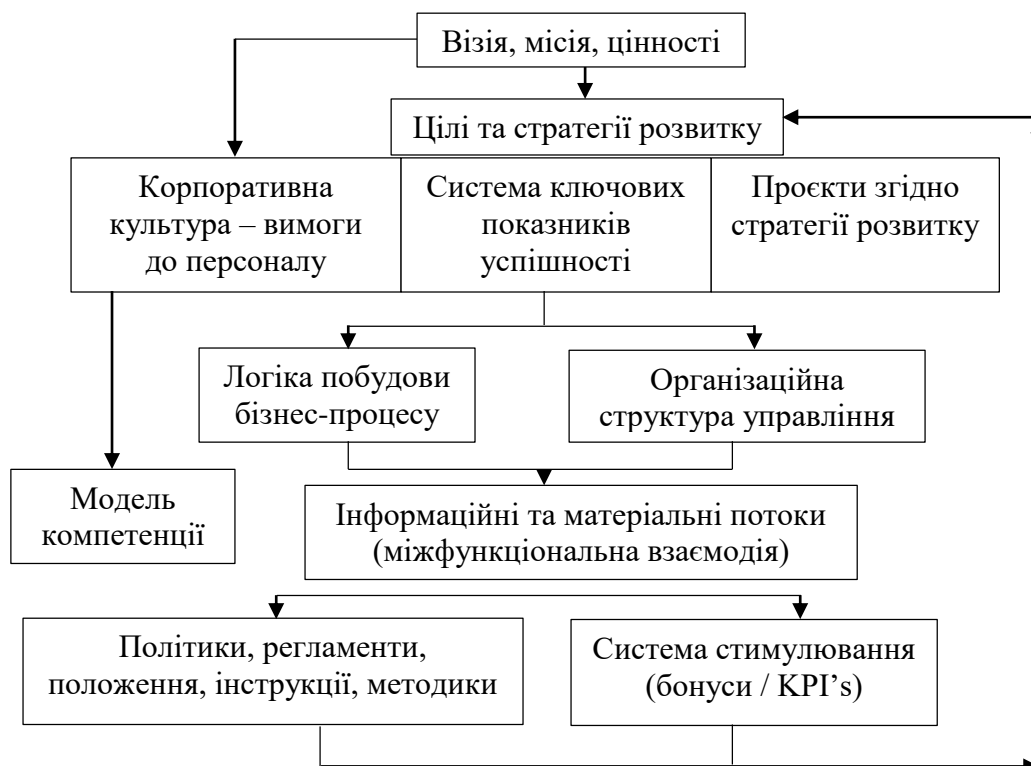 Візія, місія, цінності
Цілі та стратегії розвитку
Корпоративна
культура – вимоги
до персоналу
Система ключових
показників
успішності
Проєкти згідно
стратегії розвитку
Логіка побудови
бізнес-процесу
Організаційна
структура управління
Модель
компетенції
Інформаційні та матеріальні потоки
(міжфункціональна взаємодія)
Політики, регламенти,
положення, інструкції, методики
Система стимулювання
(бонуси / KPI’s)